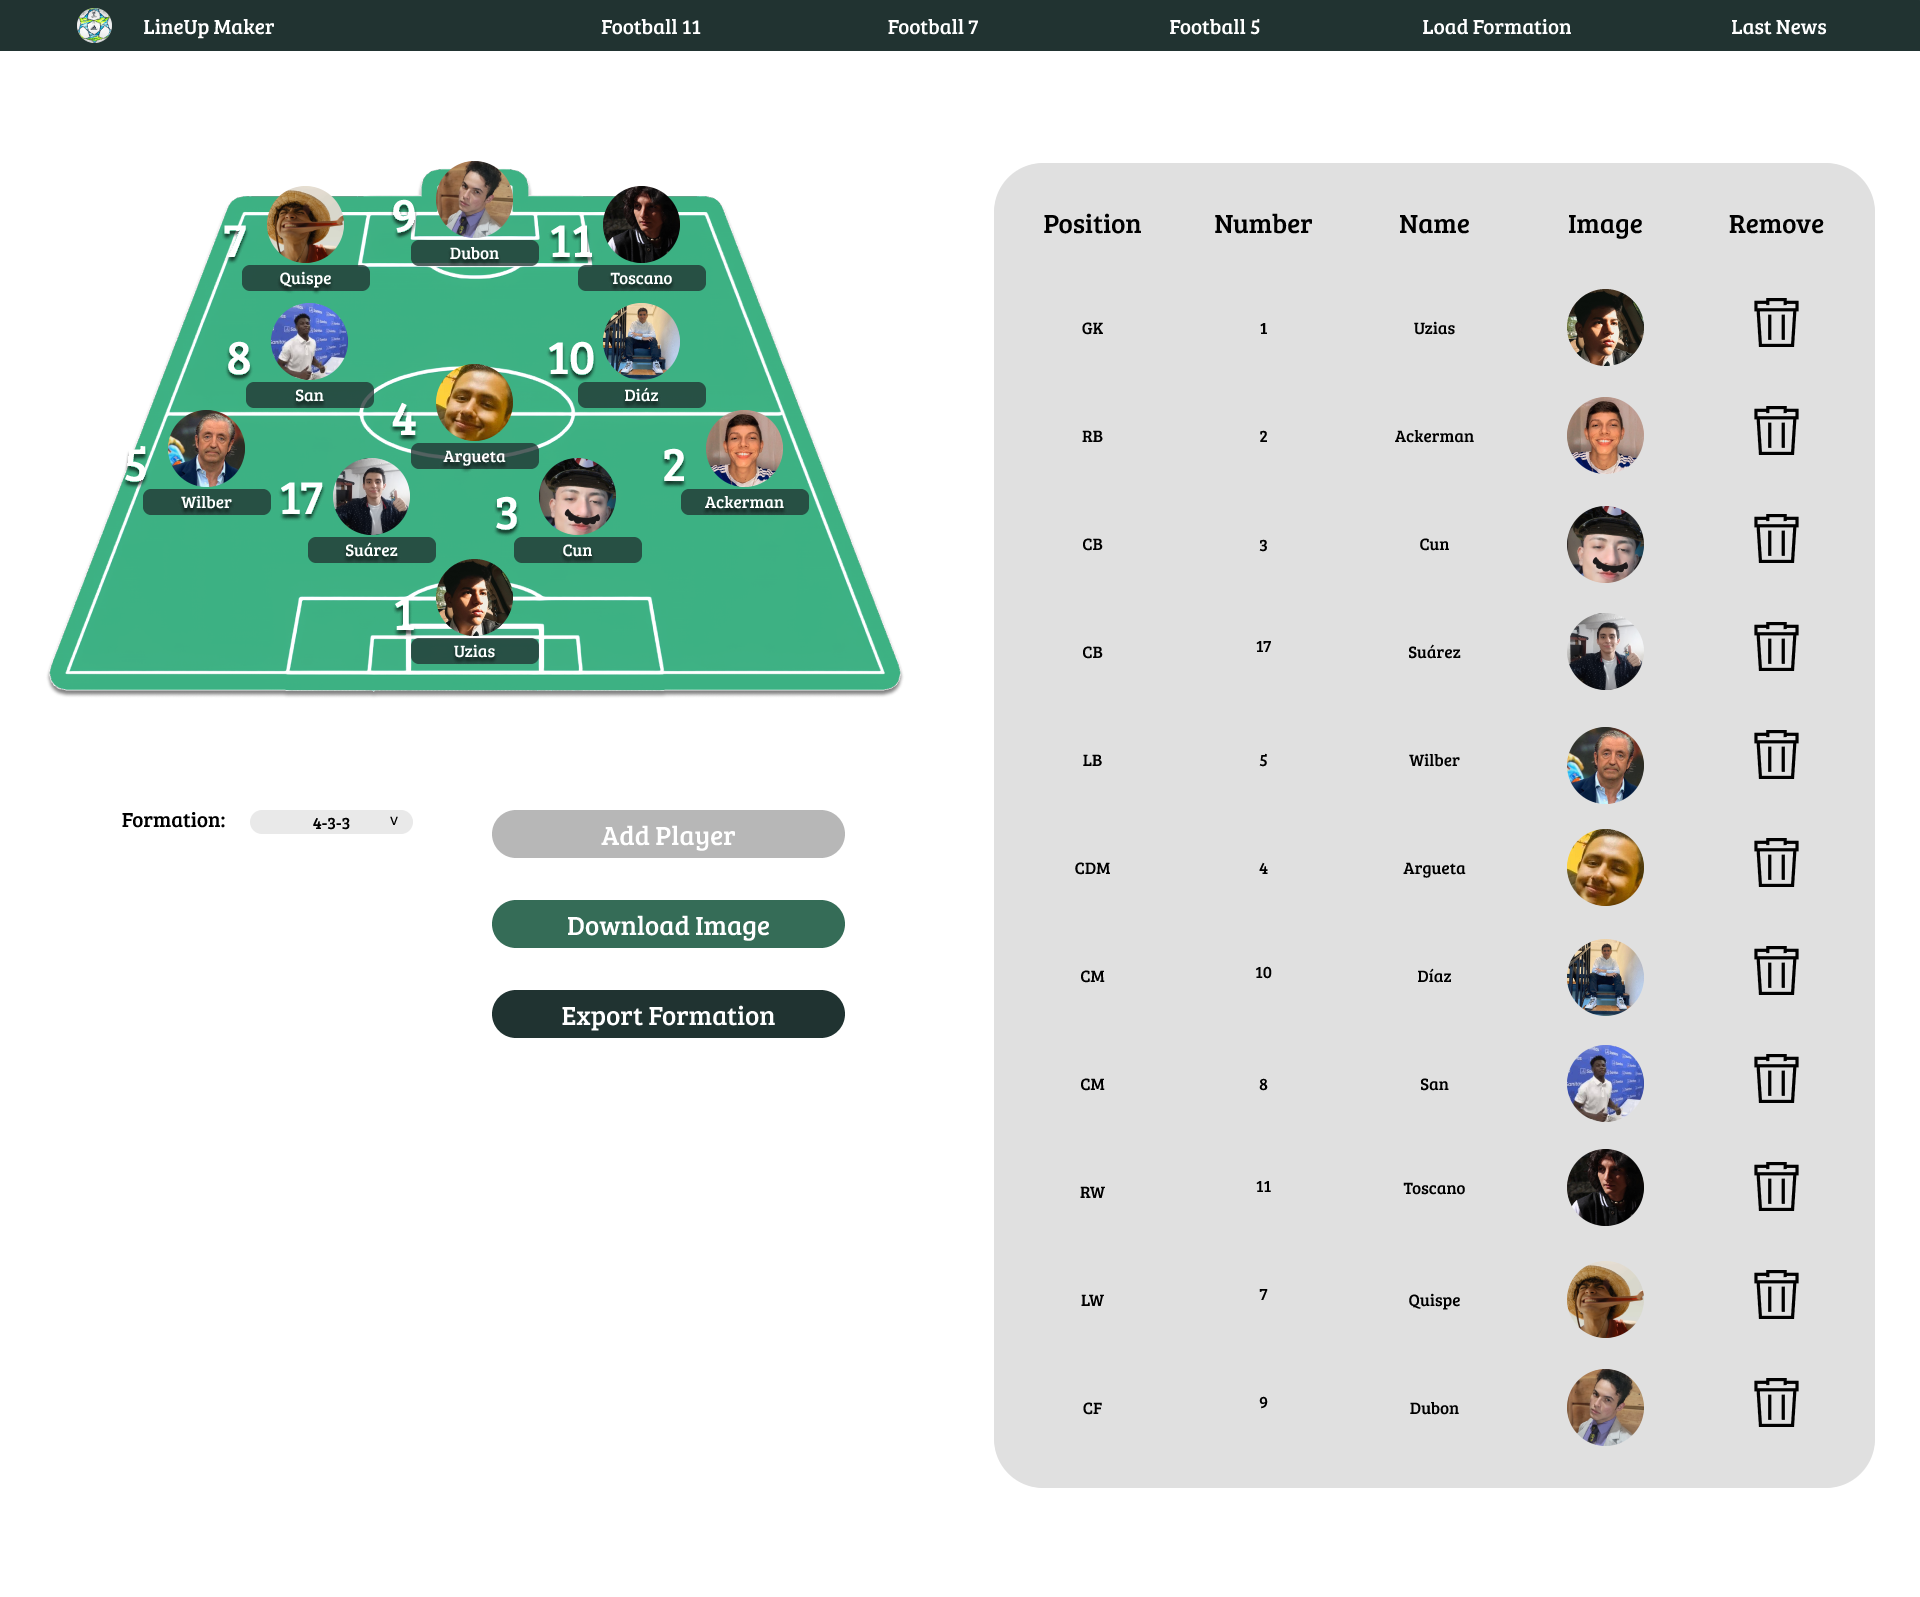 LineUp Maker
Football 11
Football 7
Football 5
Load Formation
Last News
9
Dubon
7
Quispe
11
Toscano
8
San
10
Diáz
4
Argueta
5
Wilber
2
Ackerman
17
Suárez
3
Cun
1
Uzias
Formation:
4-3-3 v
Add Player
Download Image
Export Formation
Position Number Name Image Remove
GK 1 Uzias
RB 2 Ackerman
CB 3 Cun
CB 17 Suárez
LB 5 Wilber
CDM 4 Argueta
CM 10 Díaz
CM 8 San
RW 11 Toscano
LW 7 Quispe
CF 9 Dubon